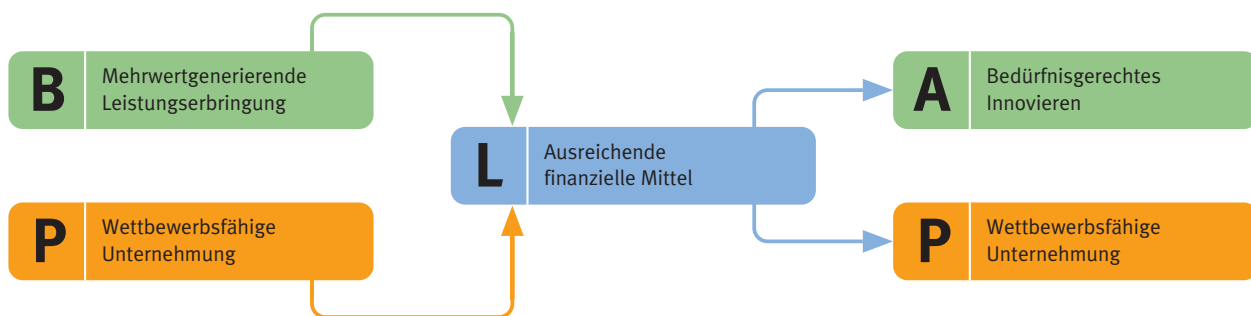 B
Mehrwertgenerierende
Leistungserbringung
A
Bedürfnisgerechtes
Innovieren
L
Ausreichende
finanzielle Mittel
P
Wettbewerbsfähige
Unternehmung
P
Wettbewerbsfähige
Unternehmung